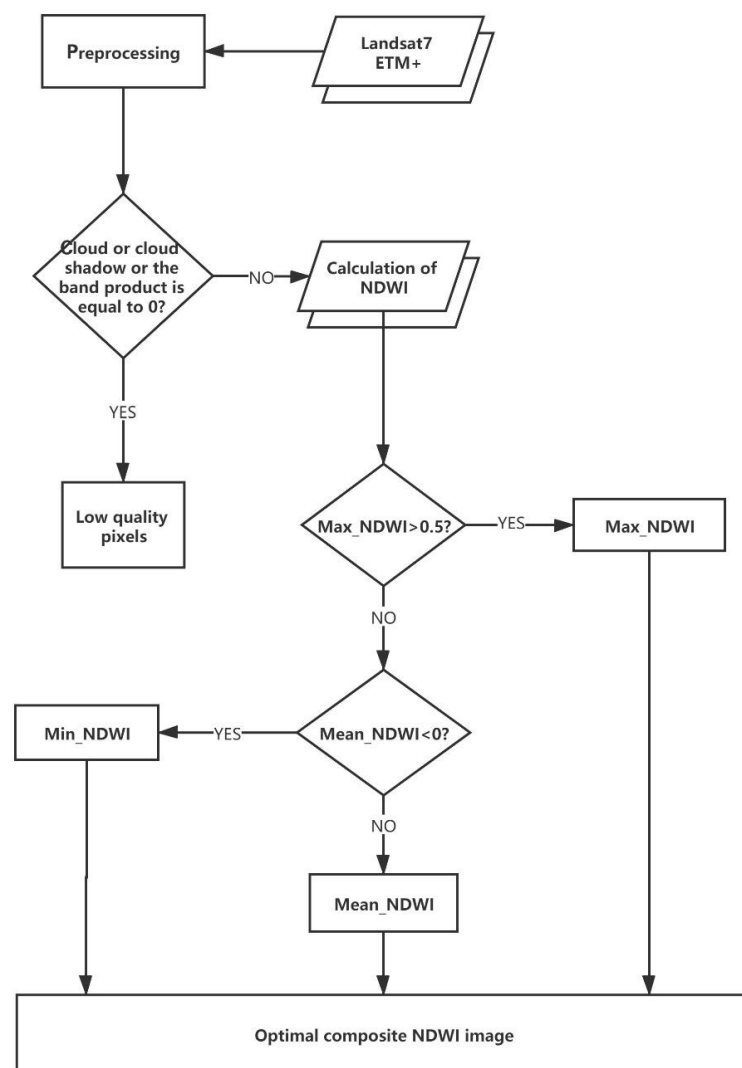 Preprocessing
Landsat7
ETM+
Cloud or cloud
shadow or the
band product is
equal to 0?
NO
Calculation of
NDWI
YES
Low quality
pixels
Max_NDWI>0.5?
YES
Max_NDWI
NO
Min_NDWI
YES
Mean_NDWI<0?
NO
Mean_NDWI
Optimal composite NDWI image